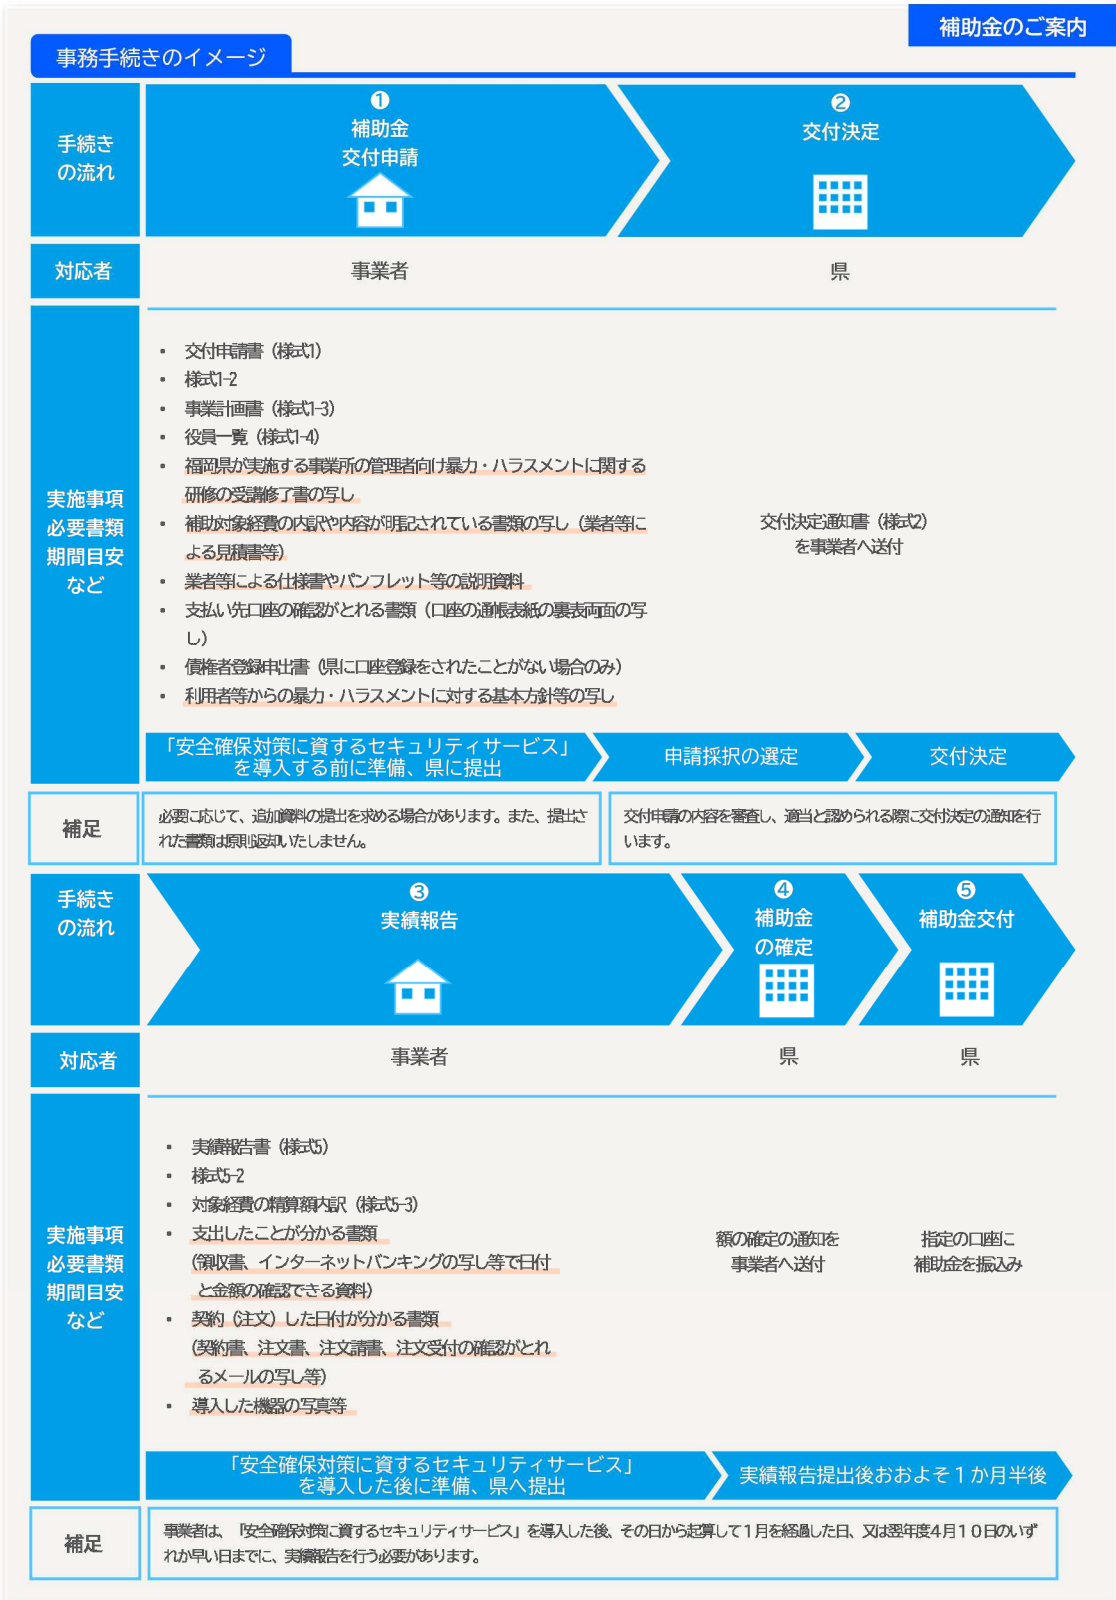 補助金のご案内
事務手続きのイメージ
手続き
の流れ
❶
補助金
交付申請
❷
交付決定
対応者
事業者
県
実施事項
必要書類
期間目安
など
• 交付申請書（様式1）
• 様式1-2
• 事業計画書（様式1-3）
• 役員一覧（様式1-4）
• 福岡県が実施する事業所の管理者向け暴力・ハラスメントに関する
研修の受講修了書の写し
• 補助対象経費の内訳や内容が明記されている書類の写し（業者等に
よる見積書等）
• 業者等による仕様書やパンフレット等の説明資料
• 支払い先口座の確認がとれる書類（口座の通帳表紙の裏表両面の写
し）
• 債権者登録申出書（県に口座登録をされたことがない場合のみ）
• 利用者等からの暴力・ハラスメントに対する基本方針等の写し
交付決定通知書（様式2）
を事業者へ送付
「安全確保対策に資するセキュリティサービス」
を導入する前に準備、県に提出
申請採択の選定
交付決定
補足
必要に応じて、追加資料の提出を求める場合があります。また、提出さ
れた書類は原則返却いたしません。
交付申請の内容を審査し、適当と認められる際に交付決定の通知を行
います。
手続き
の流れ
❸
実績報告
❹
補助金
の確定
❺
補助金交付
対応者
事業者
県
県
実施事項
必要書類
期間目安
など
• 実績報告書（様式5）
• 様式5-2
• 対象経費の精算額内訳（様式5-3）
• 支出したことが分かる書類
（領収書、インターネットバンキングの写し等で日付
と金額の確認できる資料）
• 契約（注文）した日付が分かる書類
（契約書、注文書、注文請書、注文受付の確認がとれ
るメールの写し等）
• 導入した機器の写真等
額の確定の通知を
事業者へ送付
指定の口座に
補助金を振込み
「安全確保対策に資するセキュリティサービス」
を導入した後に準備、県へ提出
実績報告提出後おおよそ１か月半後
補足
事業者は、「安全確保対策に資するセキュリティサービス」を導入した後、その日から起算して１月を経過した日、又は翌年度４月１０日のいず
れか早い日までに、実績報告を行う必要があります。